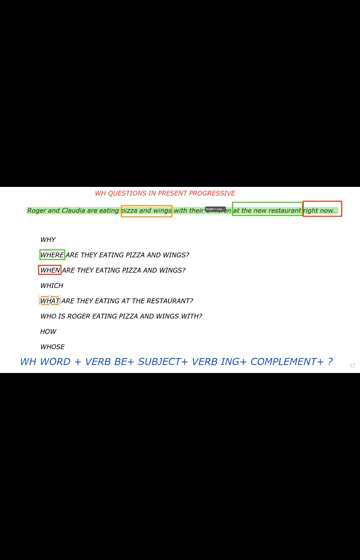 WH QUESTIONS IN PRESENT PROGRESSIVE
Roger and Claudia are eating pizza and wings with their children at the new restaurant right now.
WHY
WHERE ARE THEY EATING PIZZA AND WINGS?
WHEN ARE THEY EATING PIZZA AND WINGS?
WHICH
WHAT ARE THEY EATING AT THE RESTAURANT?
WHO IS ROGER EATING PIZZA AND WINGS WITH?
HOW
WHOSE
WH WORD + VERB BE+ SUBJECT+ VERB ING+ COMPLEMENT+ ?